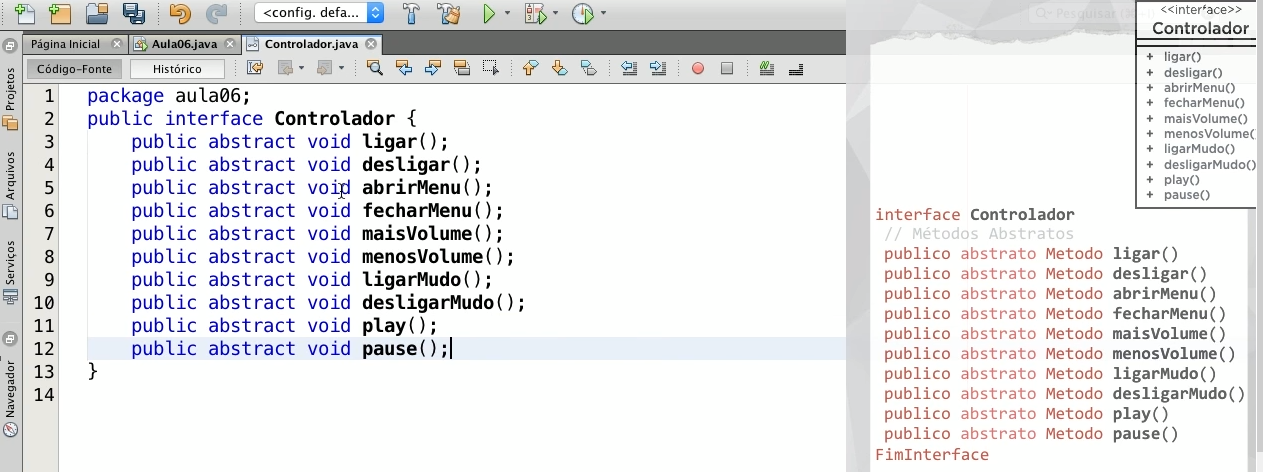 <config. defa...
Pesquisar
<<interface>>
Controlador
+ ligar()
+ desligar()
+ abrirMenu()
+ fecharMenu()
+ maisVolume()
+ menosVolume(
+ ligarMudo()
+ desligarMudo()
+ play()
+ pause()
Página Inicial
Aula06.java
Controlador.java
Código-Fonte
Histórico
Projetos
Arquivos
Serviços
Navegador
1 package aula06;
2 public interface Controlador {
3 public abstract void ligar();
4 public abstract void desligar();
5 public abstract void abrirMenu();
6 public abstract void fecharMenu();
7 public abstract void maisVolume();
8 public abstract void menosVolume();
9 public abstract void ligarMudo();
10 public abstract void desligarMudo();
11 public abstract void play();
12 public abstract void pause();
13 }
14
interface Controlador
// Métodos Abstratos
publico abstrato Metodo ligar()
publico abstrato Metodo desligar()
publico abstrato Metodo abrirMenu()
publico abstrato Metodo fecharMenu()
publico abstrato Metodo maisVolume()
publico abstrato Metodo menosVolume()
publico abstrato Metodo ligarMudo()
publico abstrato Metodo desligarMudo()
publico abstrato Metodo play()
publico abstrato Metodo pause()
FimInterface